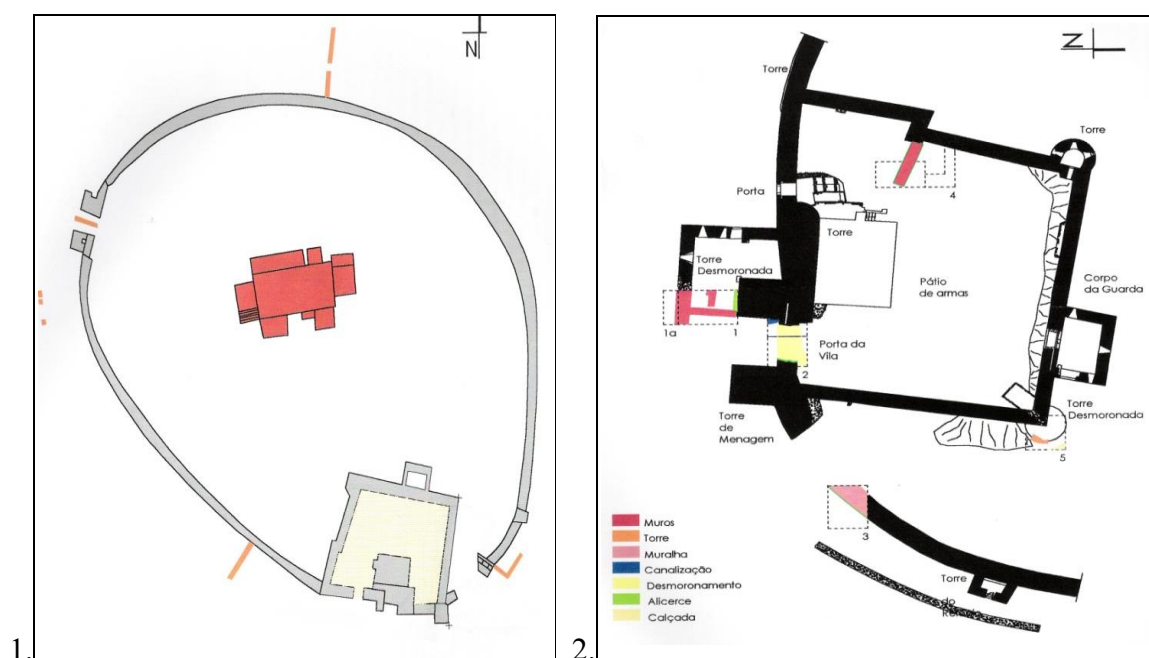 N
1.
Z
Torre
Torre
4
Porta
Torre
Torre
Desmoronada
Pátio
de armas
Corpo
da Guarda
1a
1
Porta da
Vila
2
Torre
de
Menagem
Torre
Desmoronada
5
3
Muros
Torre
Muralha
Canalização
Desmoronamento
Alicerce
Calçada
Torre
do
2.